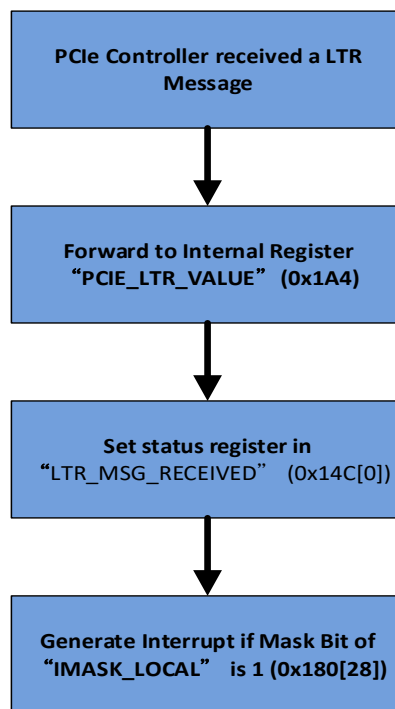 PCIe Controller received a LTR
Message
Forward to Internal Register
“PCIE_LTR_VALUE” (0x1A4)
Set status register in
“LTR_MSG_RECEIVED” (0x14C[0])
Generate Interrupt if Mask Bit of
“IMASK_LOCAL” is 1 (0x180[28])